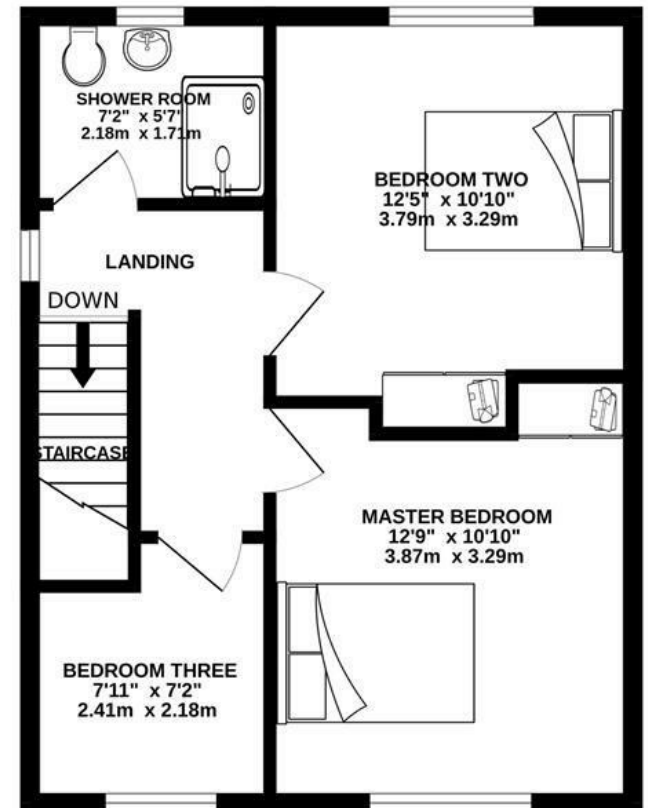 SHOWER ROOM
7'2" x 5'7"
2.18m x 1.71m
BEDROOM TWO
12'5" x 10'10"
3.79m x 3.29m
LANDING
DOWN
STAIRCASE
MASTER BEDROOM
12'9" x 10'10"
3.87m x 3.29m
BEDROOM THREE
7'11" x 7'2"
2.41m x 2.18m